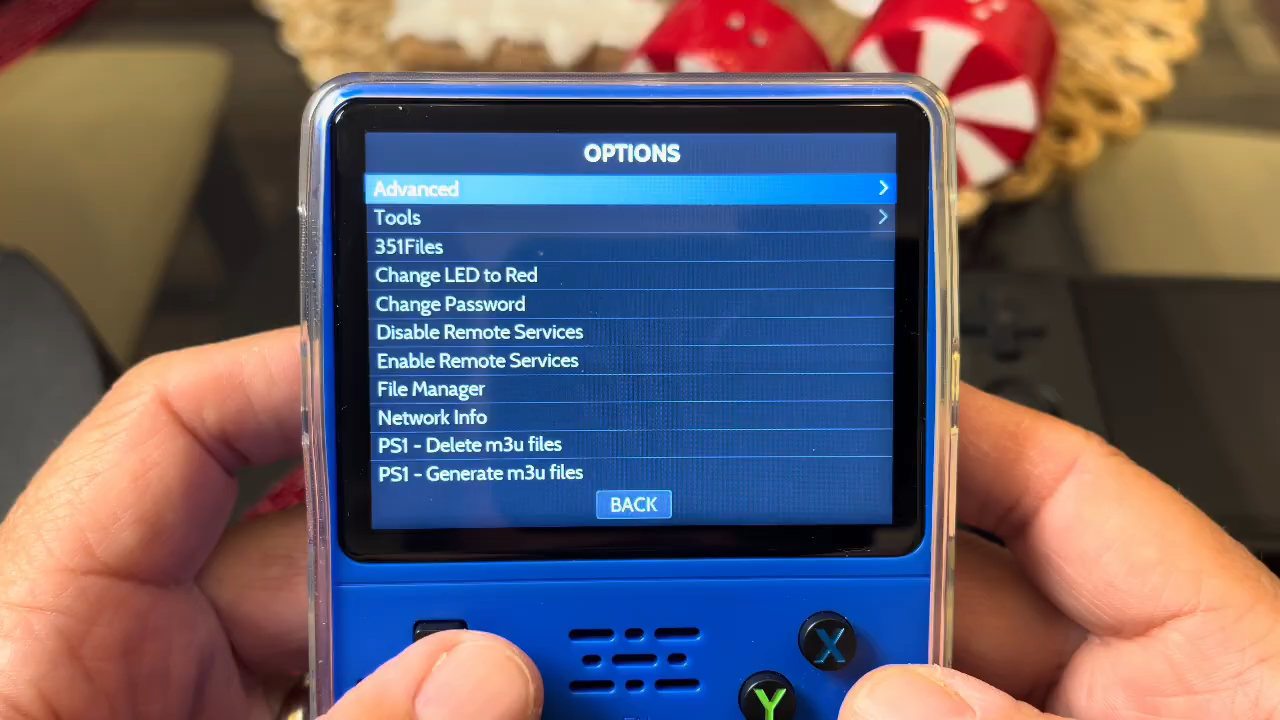 OPTIONS
Advanced
Tools
351Files
Change LED to Red
Change Password
Disable Remote Services
Enable Remote Services
File Manager
Network Info
PS1 - Delete m3u files
PS1 - Generate m3u files
BACK
X
Y